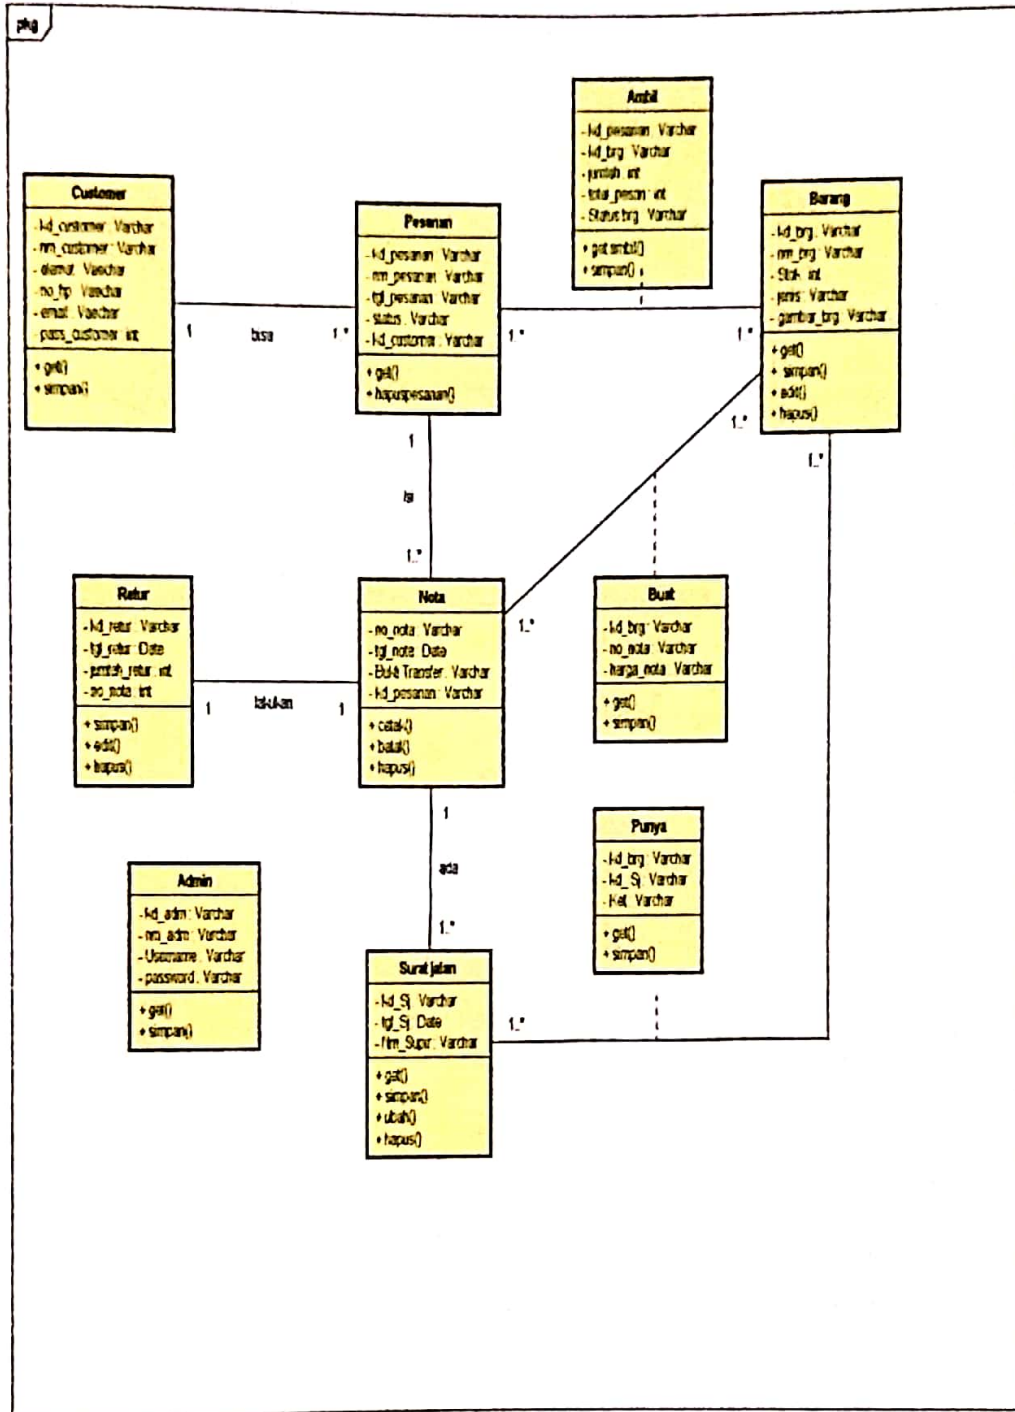 pkg
Ambil
- kd_pesanan : Varchar
- kd_brg : Varchar
- jumlah : int
- total_pesan : int
- Status brg : Varchar
+ get ambil()
+ simpan()
Customer
- kd_customer : Varchar
- nm_customer : Varchar
- alamat : Vaechar
- no_hp : Vaechar
- email : Vaechar
- pass_customer : int
+ get()
+ simpan()
Pesanan
- kd_pesanan : Varchar
- nm_pesanan : Varchar
- tgl_pesanan : Varchar
- status : Varchar
- kd_customer : Varchar
+ get()
+ hapuspesanan()
Barang
- kd_brg : Varchar
- nm_brg : Varchar
- Stok : int
- jenis : Varchar
- gambar_brg : Varchar
+ get()
+ simpan()
+ edit()
+ hapus()
1
bisa
1..*
1..*
1..*
1..*
1..*
1
isi
1..*
Retur
- kd_retur : Varchar
- tgl_retur : Date
- jumlah_retur : int
- no_nota : int
+ simpan()
+ edit()
+ hapus()
Nota
- no_nota : Varchar
- tgl_note : Date
- Bukti Transfer : Varchar
- kd_pesanan : Varchar
+ cetak()
+ batal()
+ hapus()
1..*
Buat
- kd_brg : Varchar
- no_nota : Varchar
- harga_nota : Varchar
+ get()
+ simpan()
1
lakukan
1
1
ada
1..*
Punya
- kd_brg : Varchar
- kd_Sj : Varchar
- Ket : Varchar
+ get()
+ simpan()
Admin
- kd_adm : Varchar
- nm_adm : Varchar
- Username : Varchar
- password : Varchar
+ get()
+ simpan()
Surat jalan
- kd_Sj : Varchar
- tgl_Sj : Date
- Nm_Supir : Varchar
+ get()
+ simpan()
+ ubah()
+ hapus()
1..*